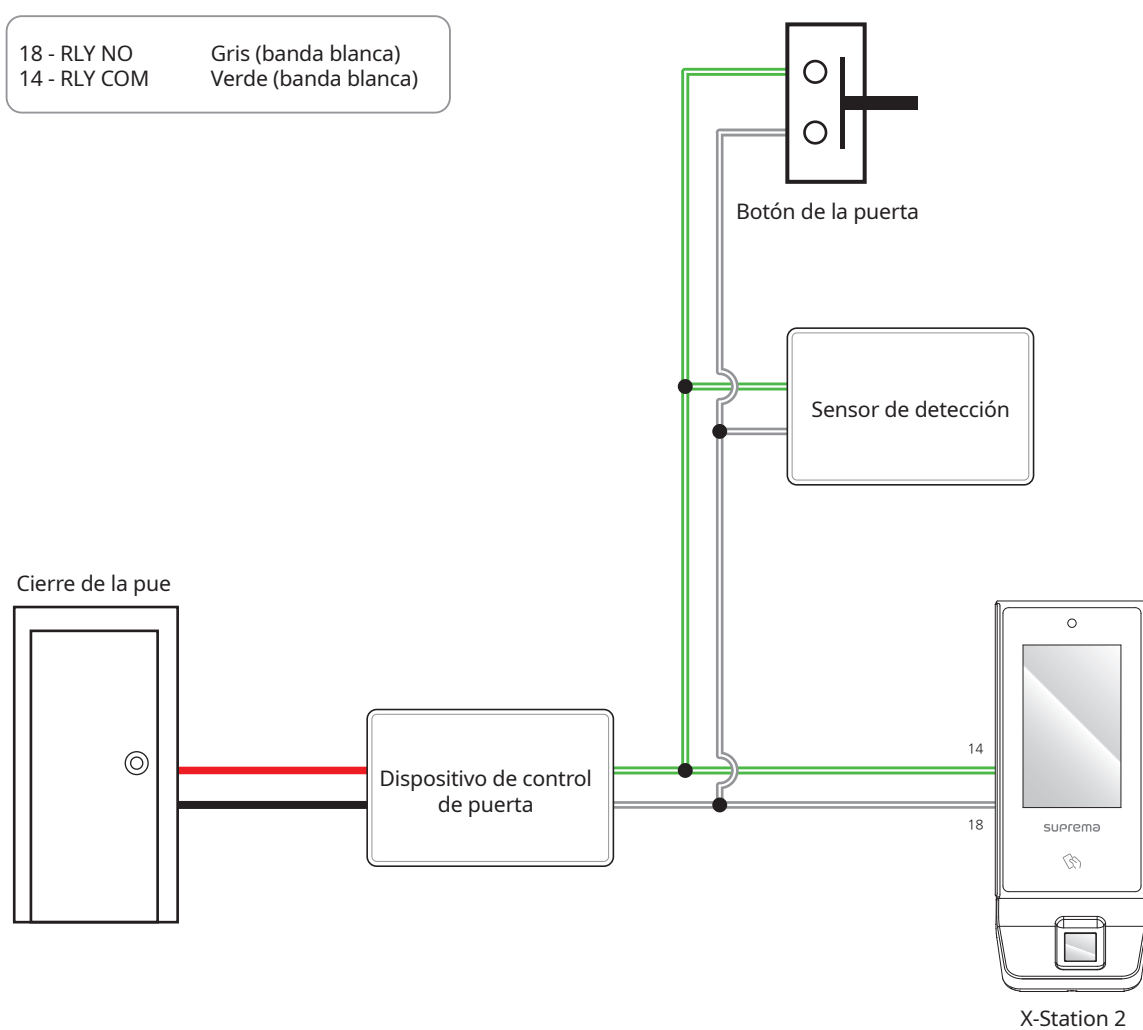 18 - RLY NO Gris (banda blanca)
14 - RLY COM Verde (banda blanca)
Botón de la puerta
Sensor de detección
Cierre de la pue
Dispositivo de control
de puerta
14
18
suprema
X-Station 2